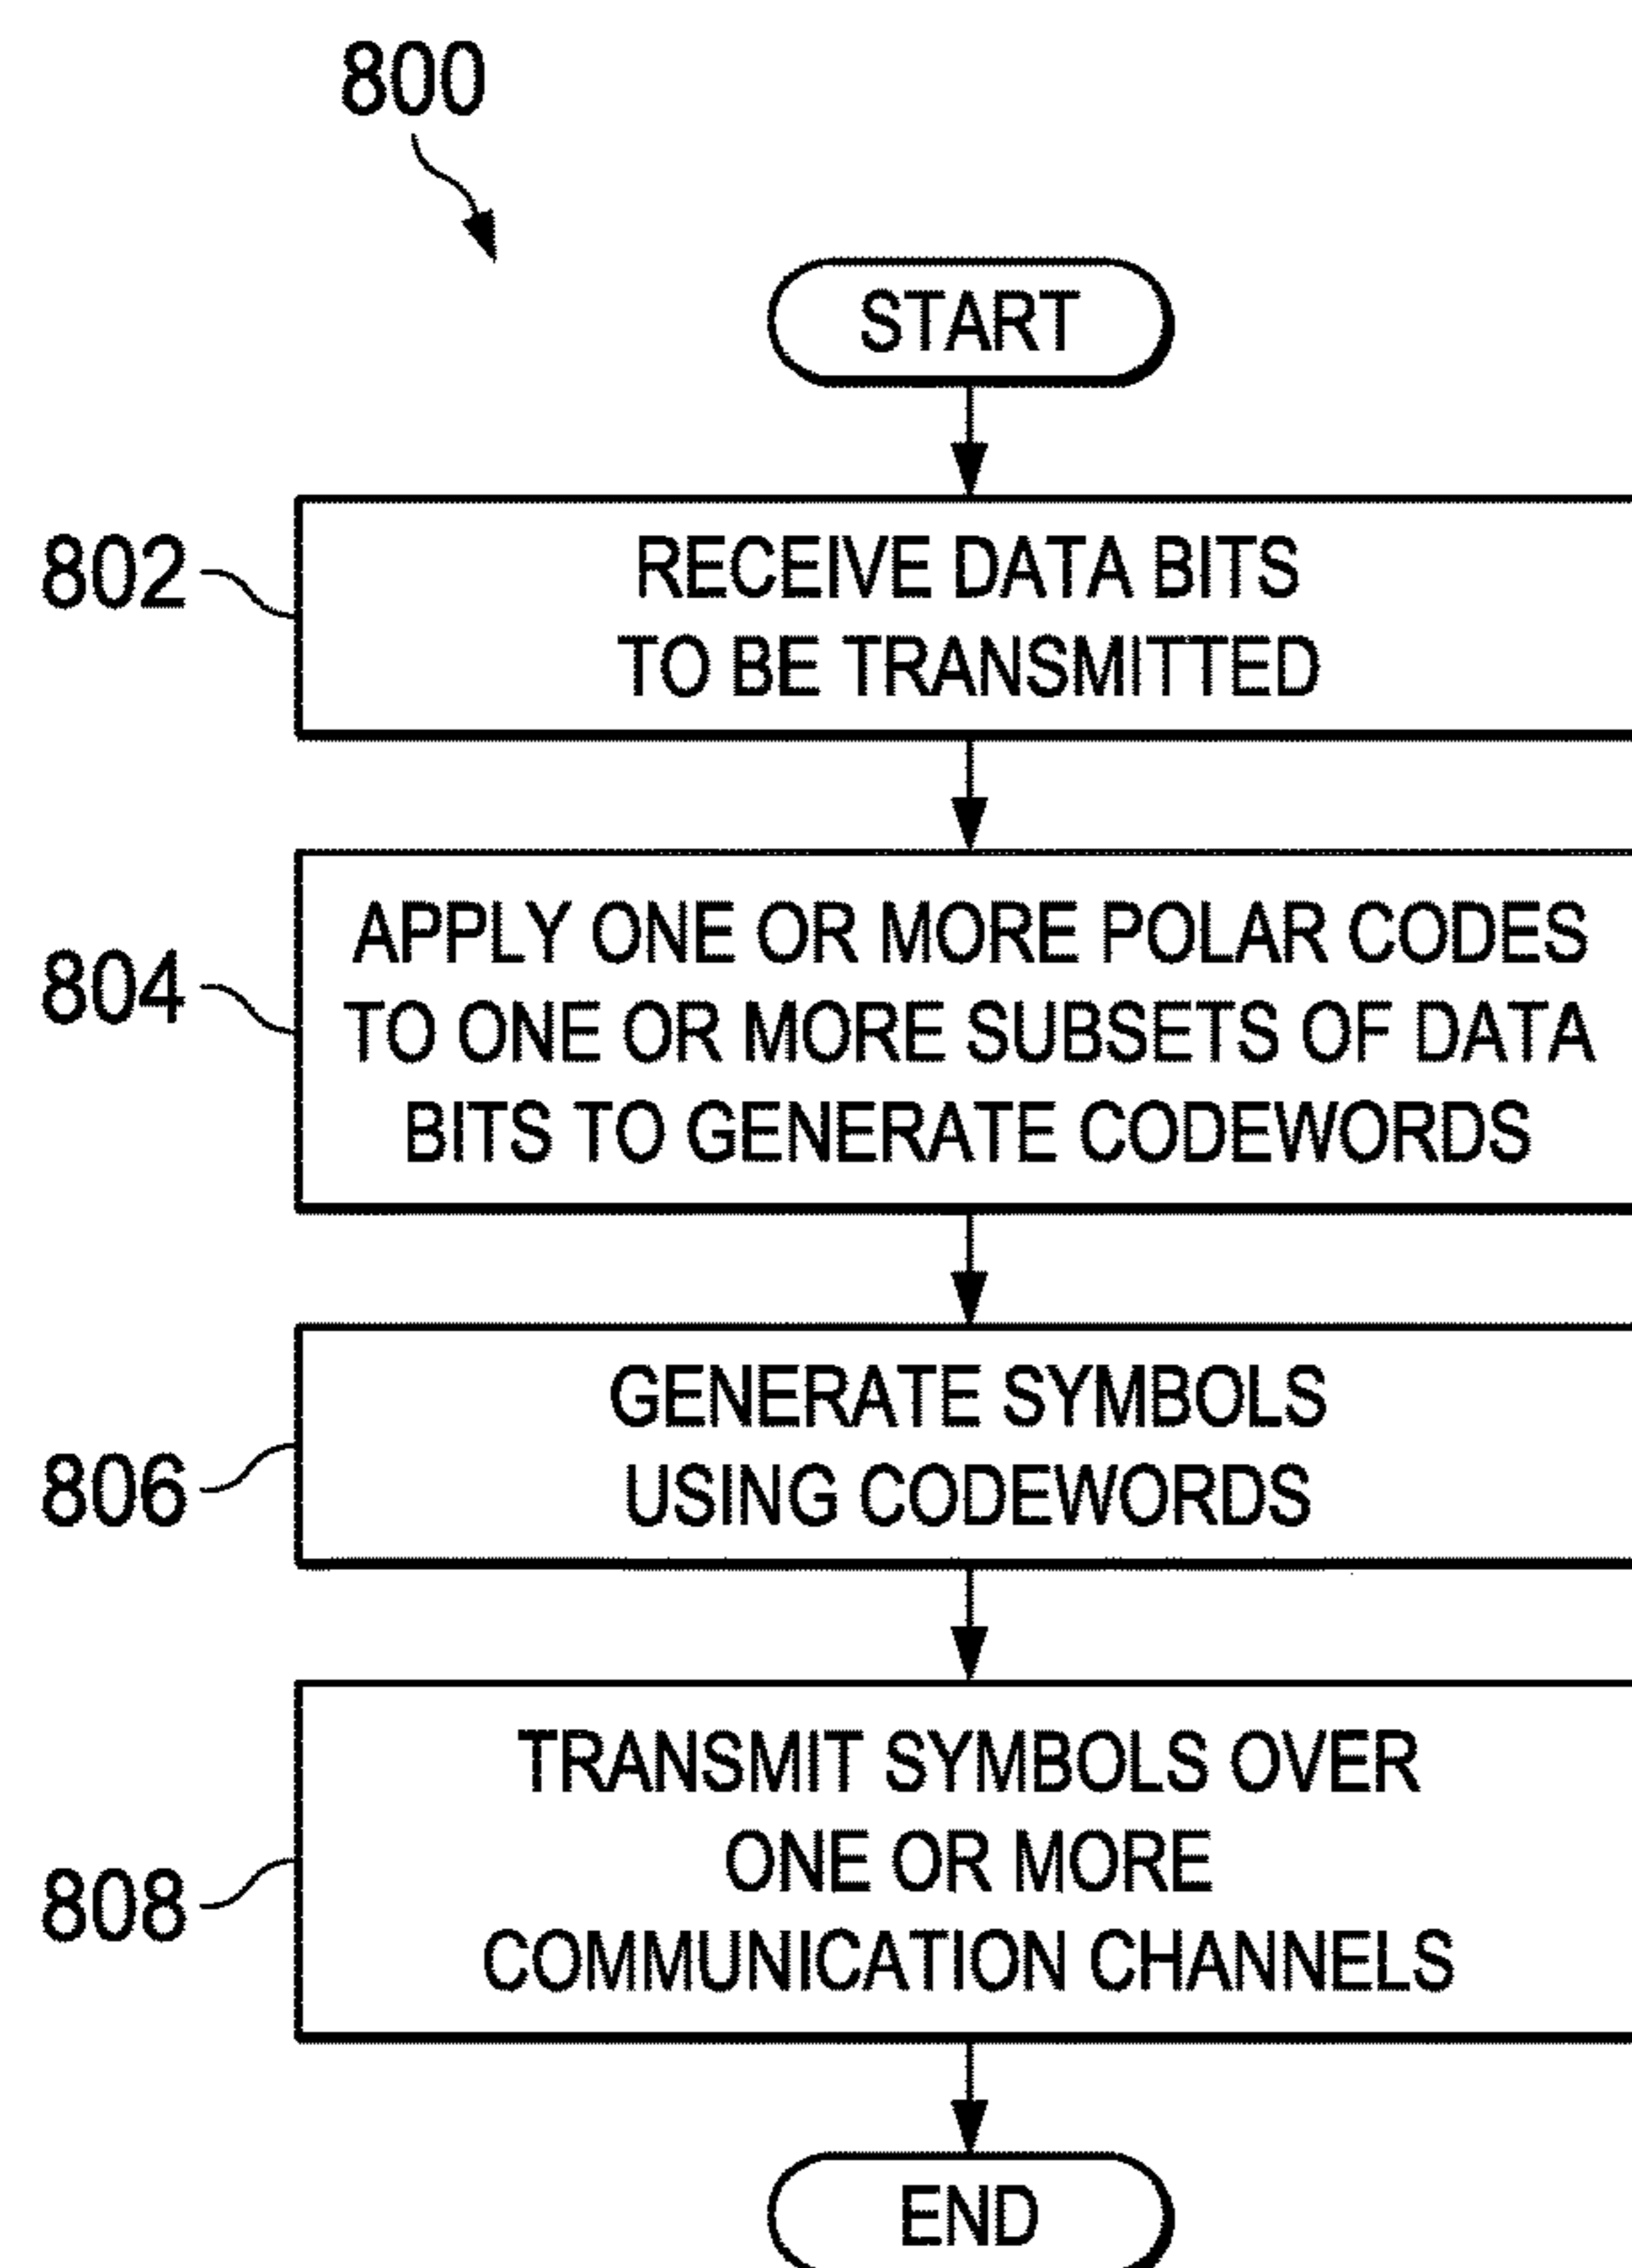 800
START
802
RECEIVE DATA BITS
TO BE TRANSMITTED
804
APPLY ONE OR MORE POLAR CODES
TO ONE OR MORE SUBSETS OF DATA
BITS TO GENERATE CODEWORDS
806
GENERATE SYMBOLS
USING CODEWORDS
808
TRANSMIT SYMBOLS OVER
ONE OR MORE
COMMUNICATION CHANNELS
END